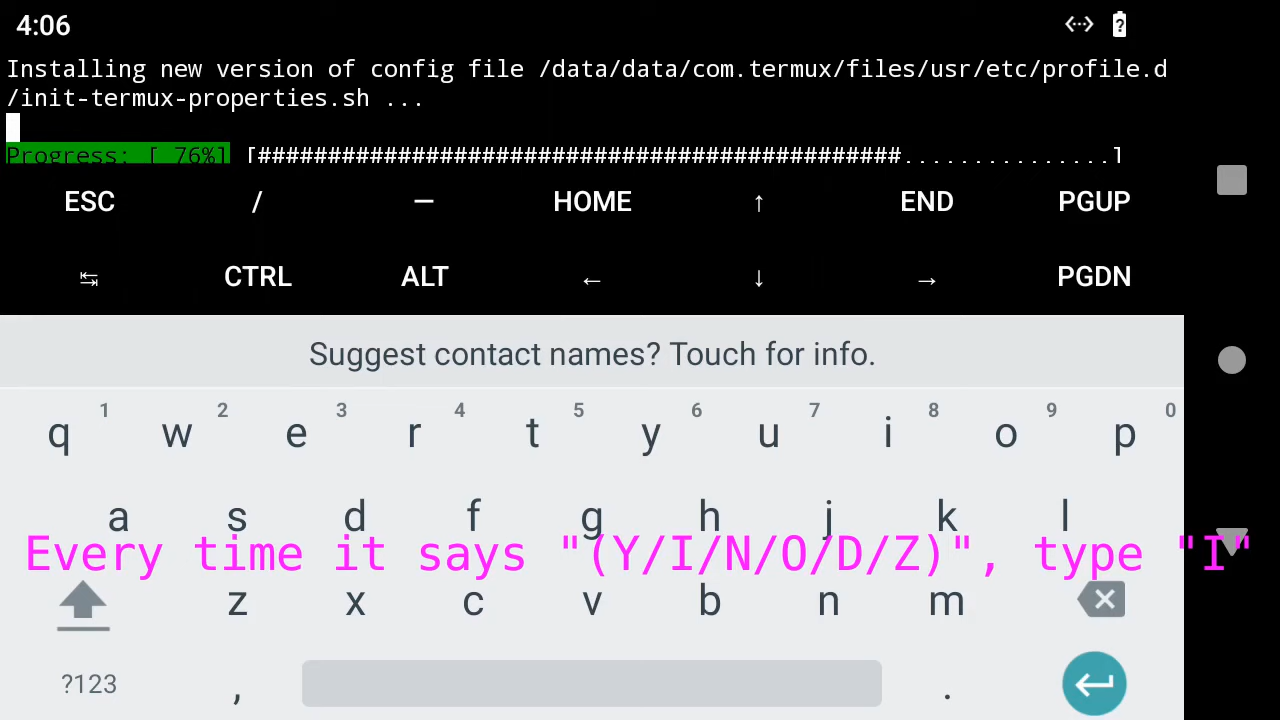 4:06
Installing new version of config file /data/data/com.termux/files/usr/etc/profile.d
/init-termux-properties.sh ...
Progress: [ 76%] [##############################################...............]
ESC / — HOME ↑ END PGUP
↹ CTRL ALT ← ↓ → PGDN
Suggest contact names? Touch for info.
1 2 3 4 5 6 7 8 9 0
q w e r t y u i o p
a s d f g h j k l
Every time it says "(Y/I/N/O/D/Z)", type "I"
z x c v b n m
?123 , .